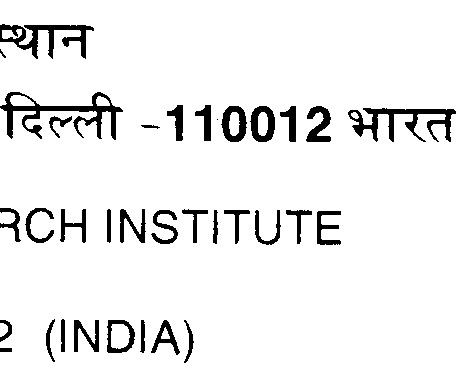 स्थान
दिल्ली -110012 भारत
RCH INSTITUTE
2 (INDIA)